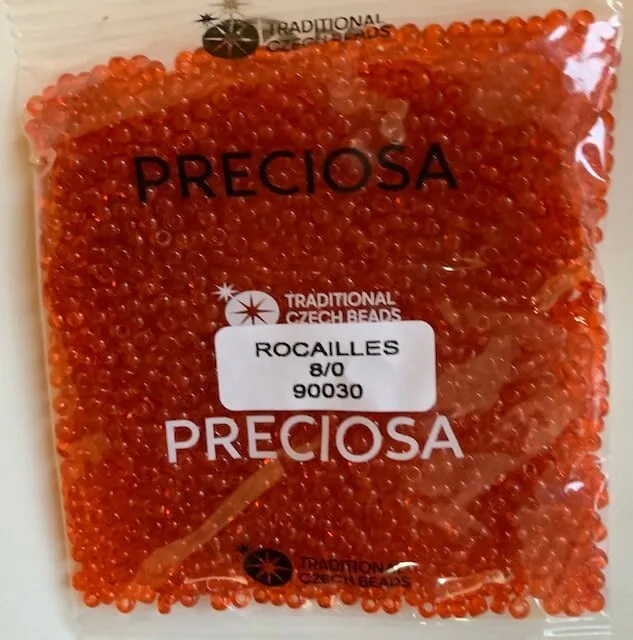 TRADITIONAL
CZECH BEADS
PRECIOSA
TRADITIONAL
CZECH BEADS
ROCAILLES
8/0
90030
PRECIOSA
TRADITIONAL
CZECH BEADS